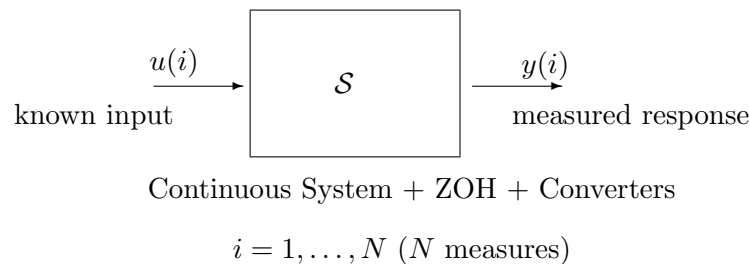 u(i)
𝒮
y(i)
known input
measured response
Continuous System + ZOH + Converters
i = 1, . . . , N (N measures)